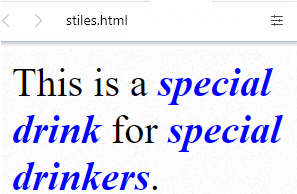 stiles.html
This is a special
drink for special
drinkers.